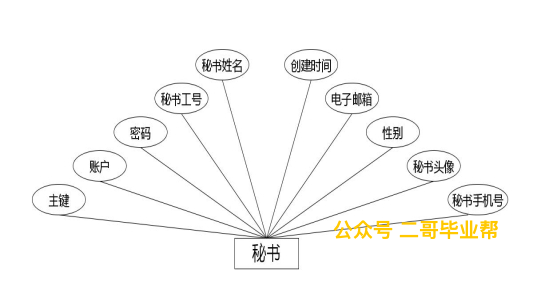 秘书姓名
创建时间
秘书工号
电子邮箱
密码
性别
账户
秘书头像
主键
秘书手机号
公众号 二哥毕业帮
秘书